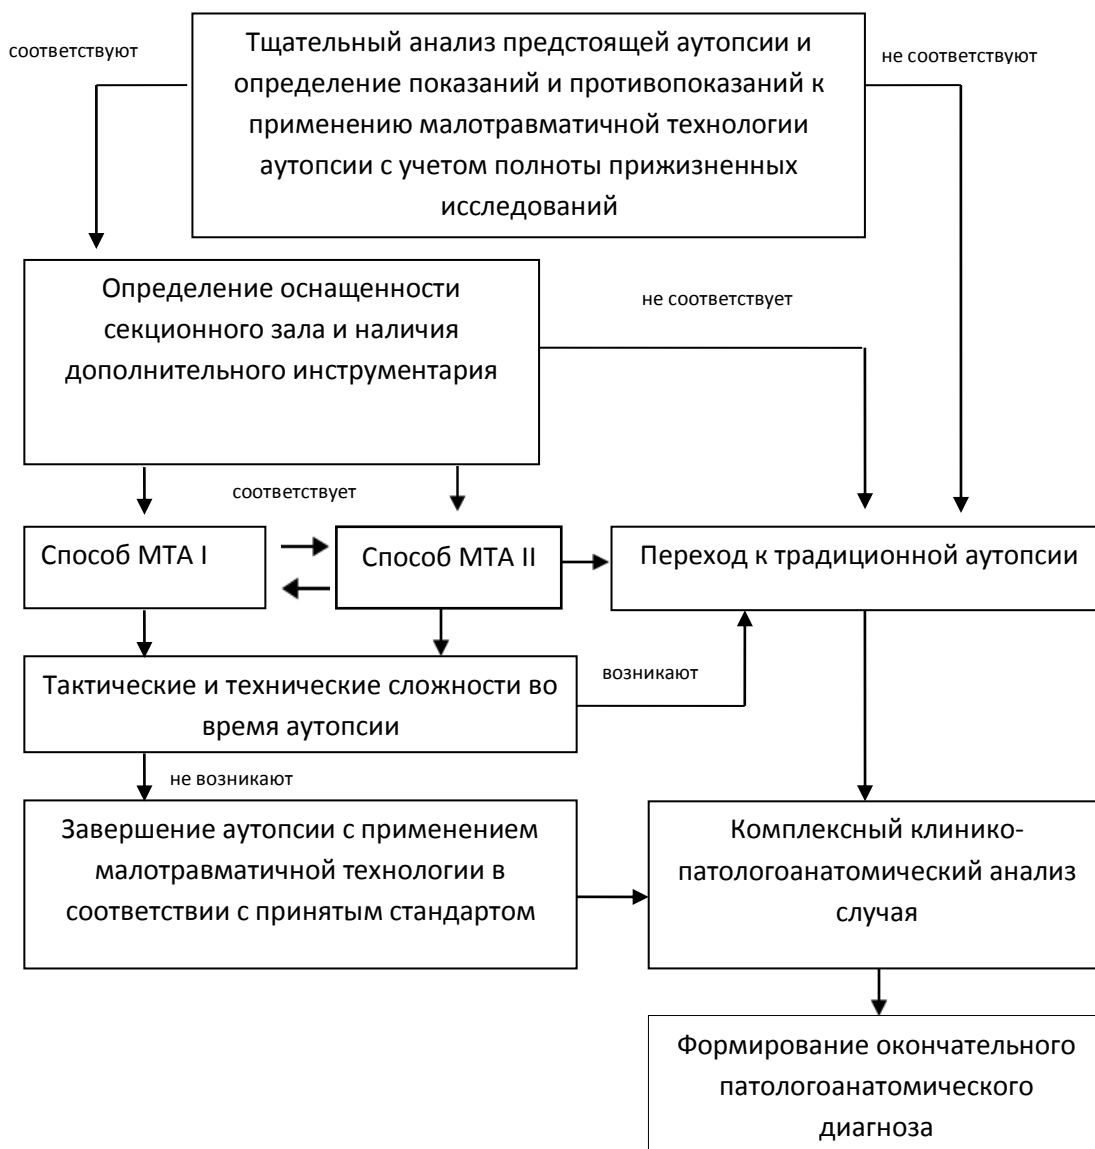 соответствуют
Тщательный анализ предстоящей аутопсии и
определение показаний и противопоказаний к
применению малотравматичной технологии
аутопсии с учетом полноты прижизненных
исследований
не соответствуют
Определение оснащенности
секционного зала и наличия
дополнительного инструментария
не соответствует
соответствует
Способ МТА I
Способ МТА II
Переход к традиционной аутопсии
Тактические и технические сложности во
время аутопсии
возникают
не возникают
Завершение аутопсии с применением
малотравматичной технологии в
соответствии с принятым стандартом
Комплексный клинико-
патологоанатомический анализ
случая
Формирование окончательного
патологоанатомического
диагноза